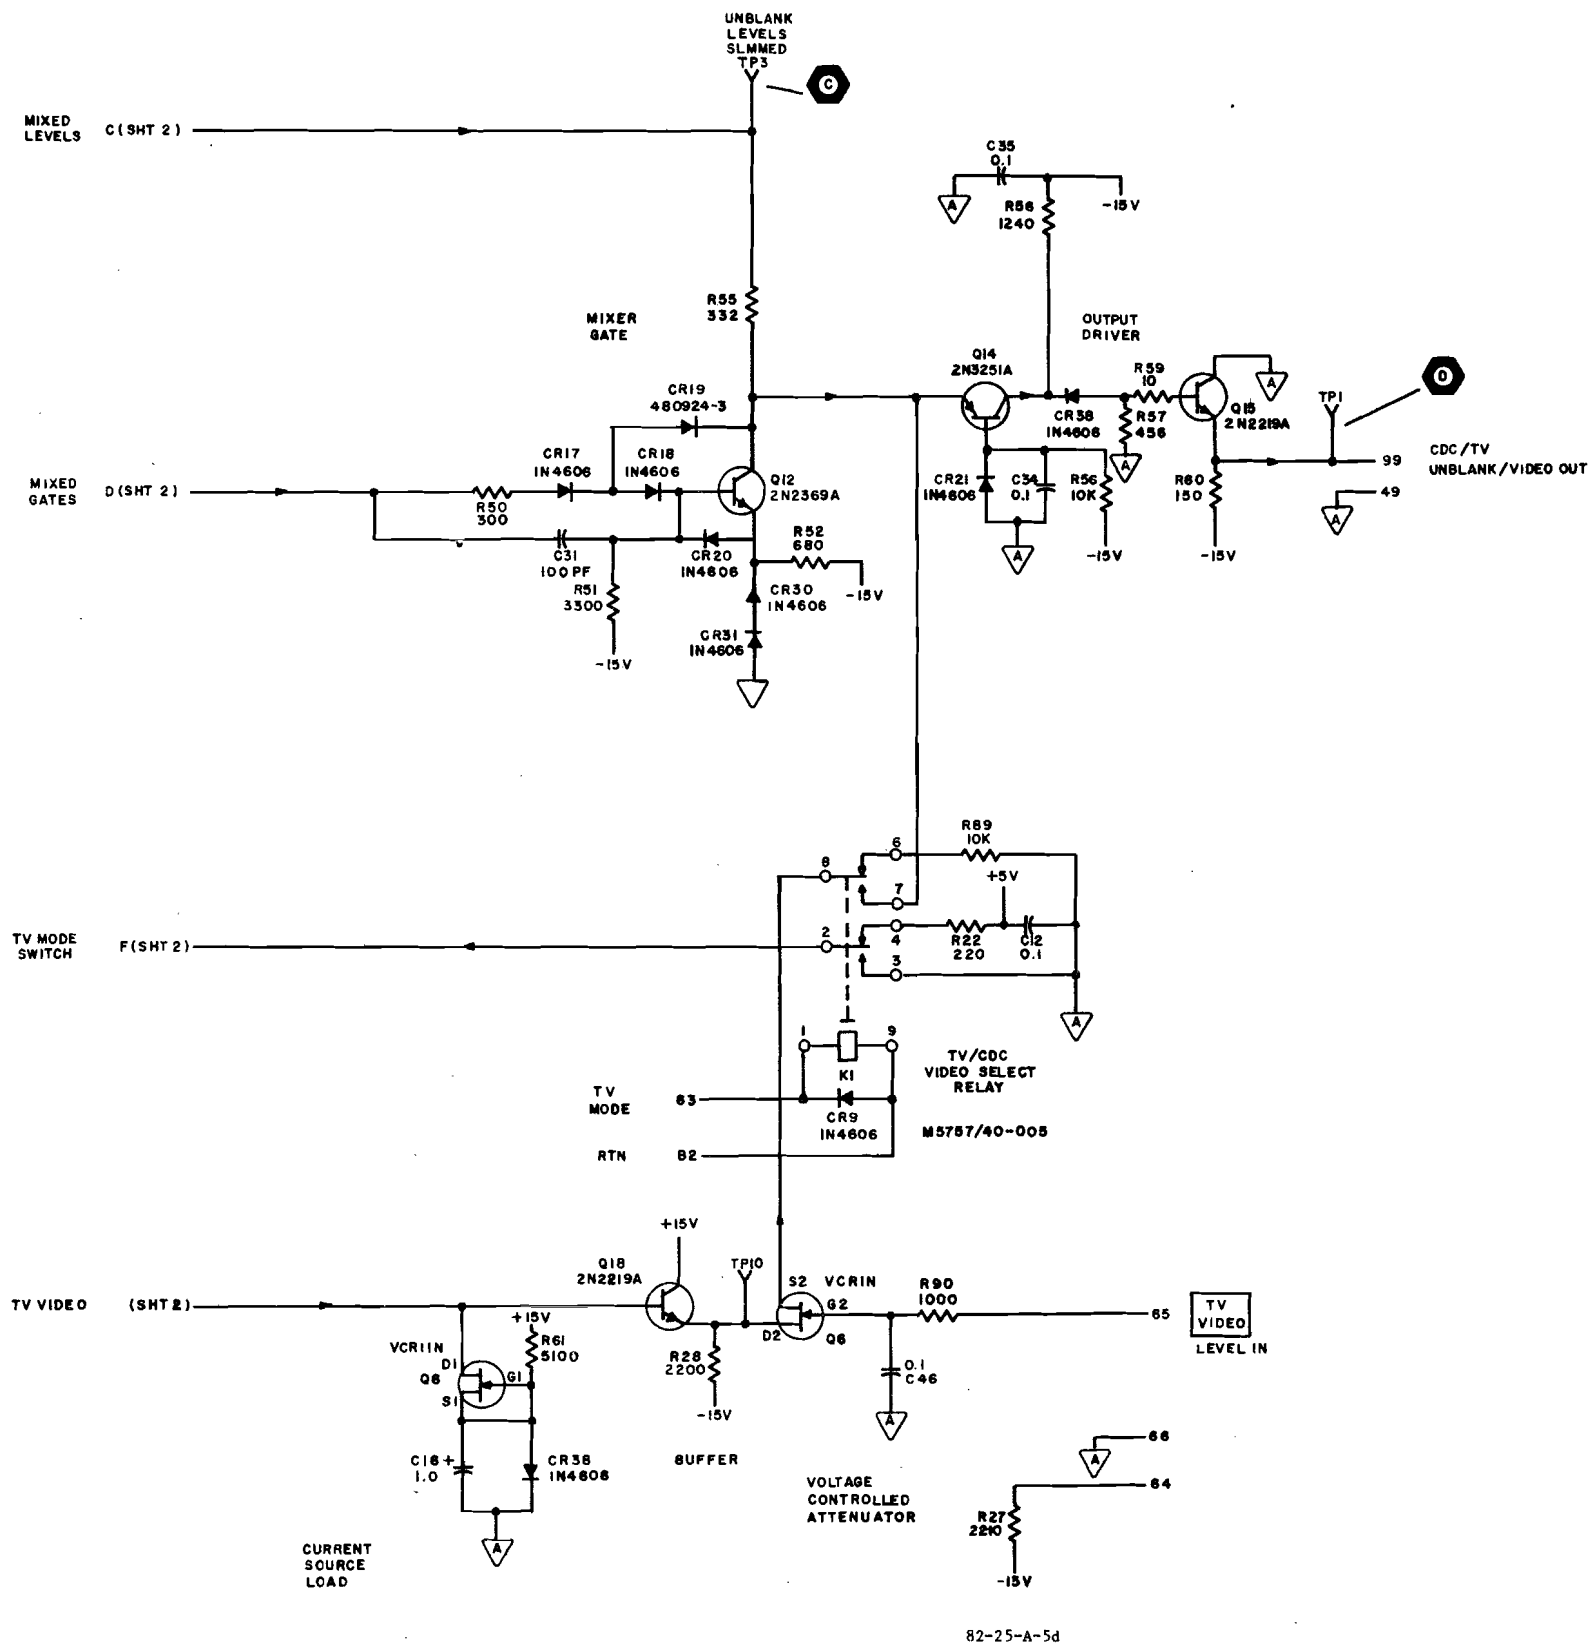 UNBLANK
LEVELS
SLMMED
TP3
C
MIXED
LEVELS
C(SHT 2)
C35
0.1
A
R58
1240
-15V
R55
332
MIXER
GATE
OUTPUT
DRIVER
Q14
2N3251A
R59
10
A
Q15
2N2219A
TP1
D
CR19
480924-3
CR38
1N4606
R57
456
A
CR17
1N4606
CR18
1N4606
Q12
2N2369A
MIXED
GATES
D(SHT 2)
R50
300
CR21
1N4606
C34
0.1
R56
10K
R60
150
99
CDC/TV
UNBLANK/VIDEO OUT
49
A
C31
100PF
CR20
1N4606
R52
680
-15V
A
-15V
-15V
R51
3300
-15V
CR30
1N4606
CR31
1N4606
R89
10K
6
8
7
+5V
TV MODE
SWITCH
F(SHT 2)
2
4
R22
220
C12
0.1
3
A
1
9
K1
TV/CDC
VIDEO SELECT
RELAY
TV
MODE
63
CR9
1N4606
M5757/40-005
RTN
B2
+15V
Q18
2N2219A
TP10
S2
VCRIN
G2
R90
1000
TV VIDEO
(SHT 2)
+15V
D2
Q6
65
TV
VIDEO
LEVEL IN
VCR11N
D1
Q6
G1
S1
R61
5100
R28
2200
-15V
0.1
C46
A
C16
+
1.0
CR38
1N4606
BUFFER
66
A
64
VOLTAGE
CONTROLLED
ATTENUATOR
R27
2210
-15V
A
CURRENT
SOURCE
LOAD
82-25-A-5d